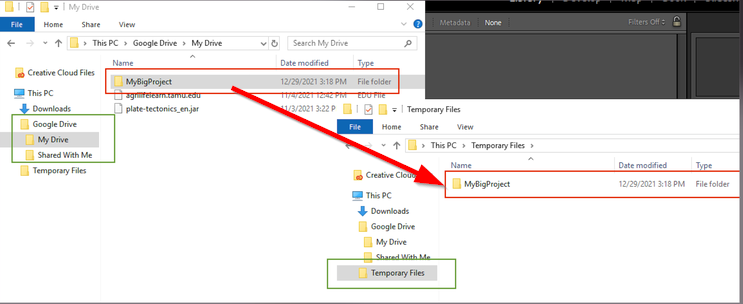 My Drive
File Home Share View
This PC > Google Drive > My Drive
Search My Drive
Name Date modified Type
Creative Cloud Files
This PC
Downloads
Google Drive
My Drive
Shared With Me
Temporary Files
MyBigProject 12/29/2021 3:18 PM File folder
agrilifelearn.tamu.edu 11/4/2021 12:42 PM EDU File
plate-tectonics_en.jar 11/3/2021 3:22 P
Metadata None Filters Off
Temporary Files
File Home Share View
This PC > Temporary Files >
Name Date modified Type
Creative Cloud
This PC
Downloads
Google Drive
My Drive
Shared With Me
Temporary Files
MyBigProject 12/29/2021 3:18 PM File folder